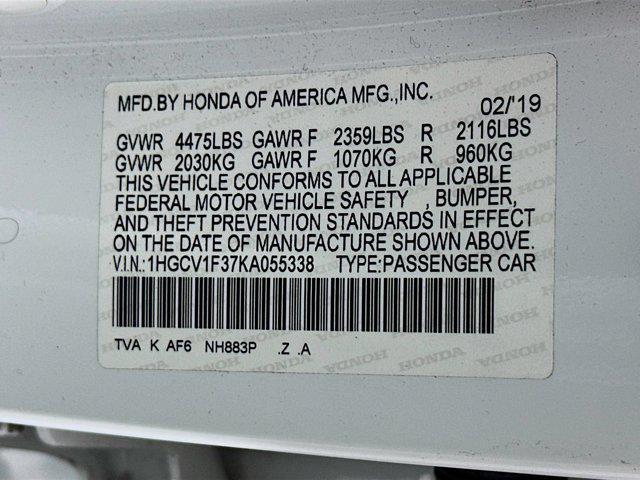 MFD.BY HONDA OF AMERICA MFG.,INC. 02/'19
GVWR 4475LBS GAWR F 2359LBS R 2116LBS
GVWR 2030KG GAWR F 1070KG R 960KG
THIS VEHICLE CONFORMS TO ALL APPLICABLE
FEDERAL MOTOR VEHICLE SAFETY , BUMPER,
AND THEFT PREVENTION STANDARDS IN EFFECT
ON THE DATE OF MANUFACTURE SHOWN ABOVE.
V.I.N.:1HGCV1F37KA055338 TYPE:PASSENGER CAR
TVA K AF6 NH883P .Z .A